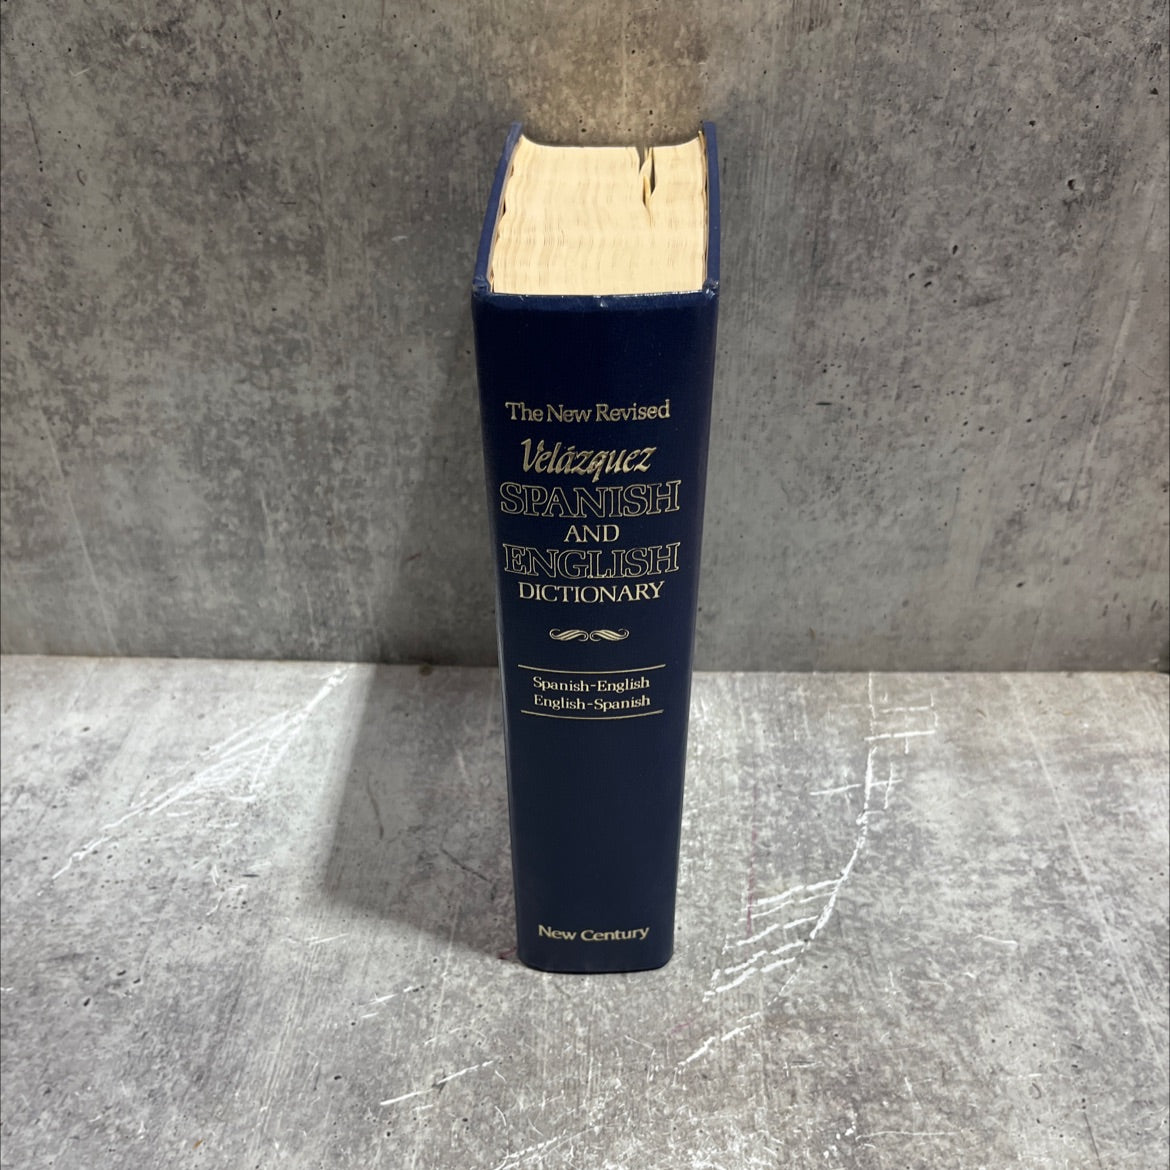 The New Revised
Velázquez
SPANISH
AND
ENGLISH
DICTIONARY
Spanish-English
English-Spanish
New Century